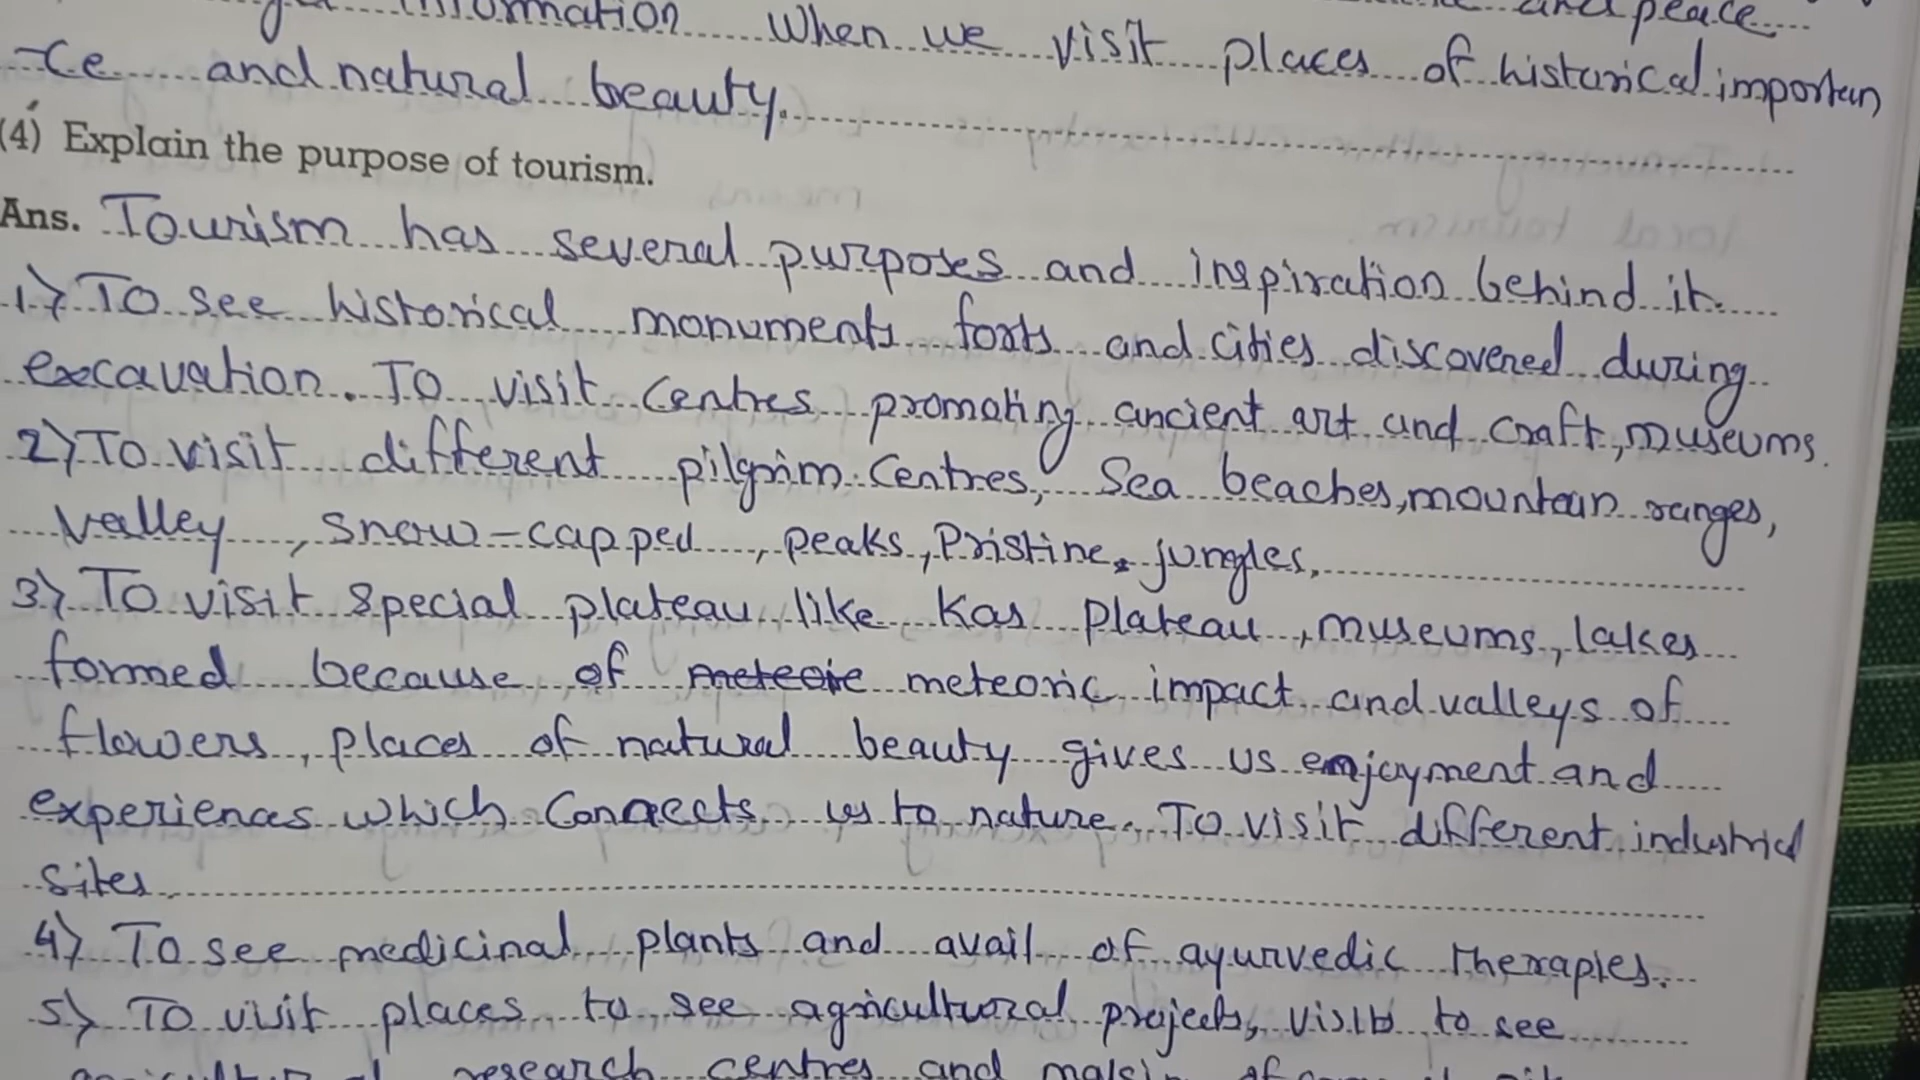 information when we visit places of historical importan
-ce and natural beauty.
(4) Explain the purpose of tourism.
Ans. Tourism has several purposes and inspiration behind it.
1) To see historical monuments forts and cities discovered during
excavation. To visit centres promoting ancient art and craft, museums.
2) To visit different pilgrim centres, Sea beaches, mountain ranges,
valley, snow-capped, peaks, Pristine jungles,
3) To visit special plateau like Kas Plateau, museums, lakes
formed because of meteoric impact and valleys of
flowers, places of natural beauty gives us enjoyment and
experiences which Connects us to nature. To visit different industrial
sites
4) To see medicinal plants and avail of ayurvedic therapies.
5) To visit places to see agricultural projects, visits to see
research centres and